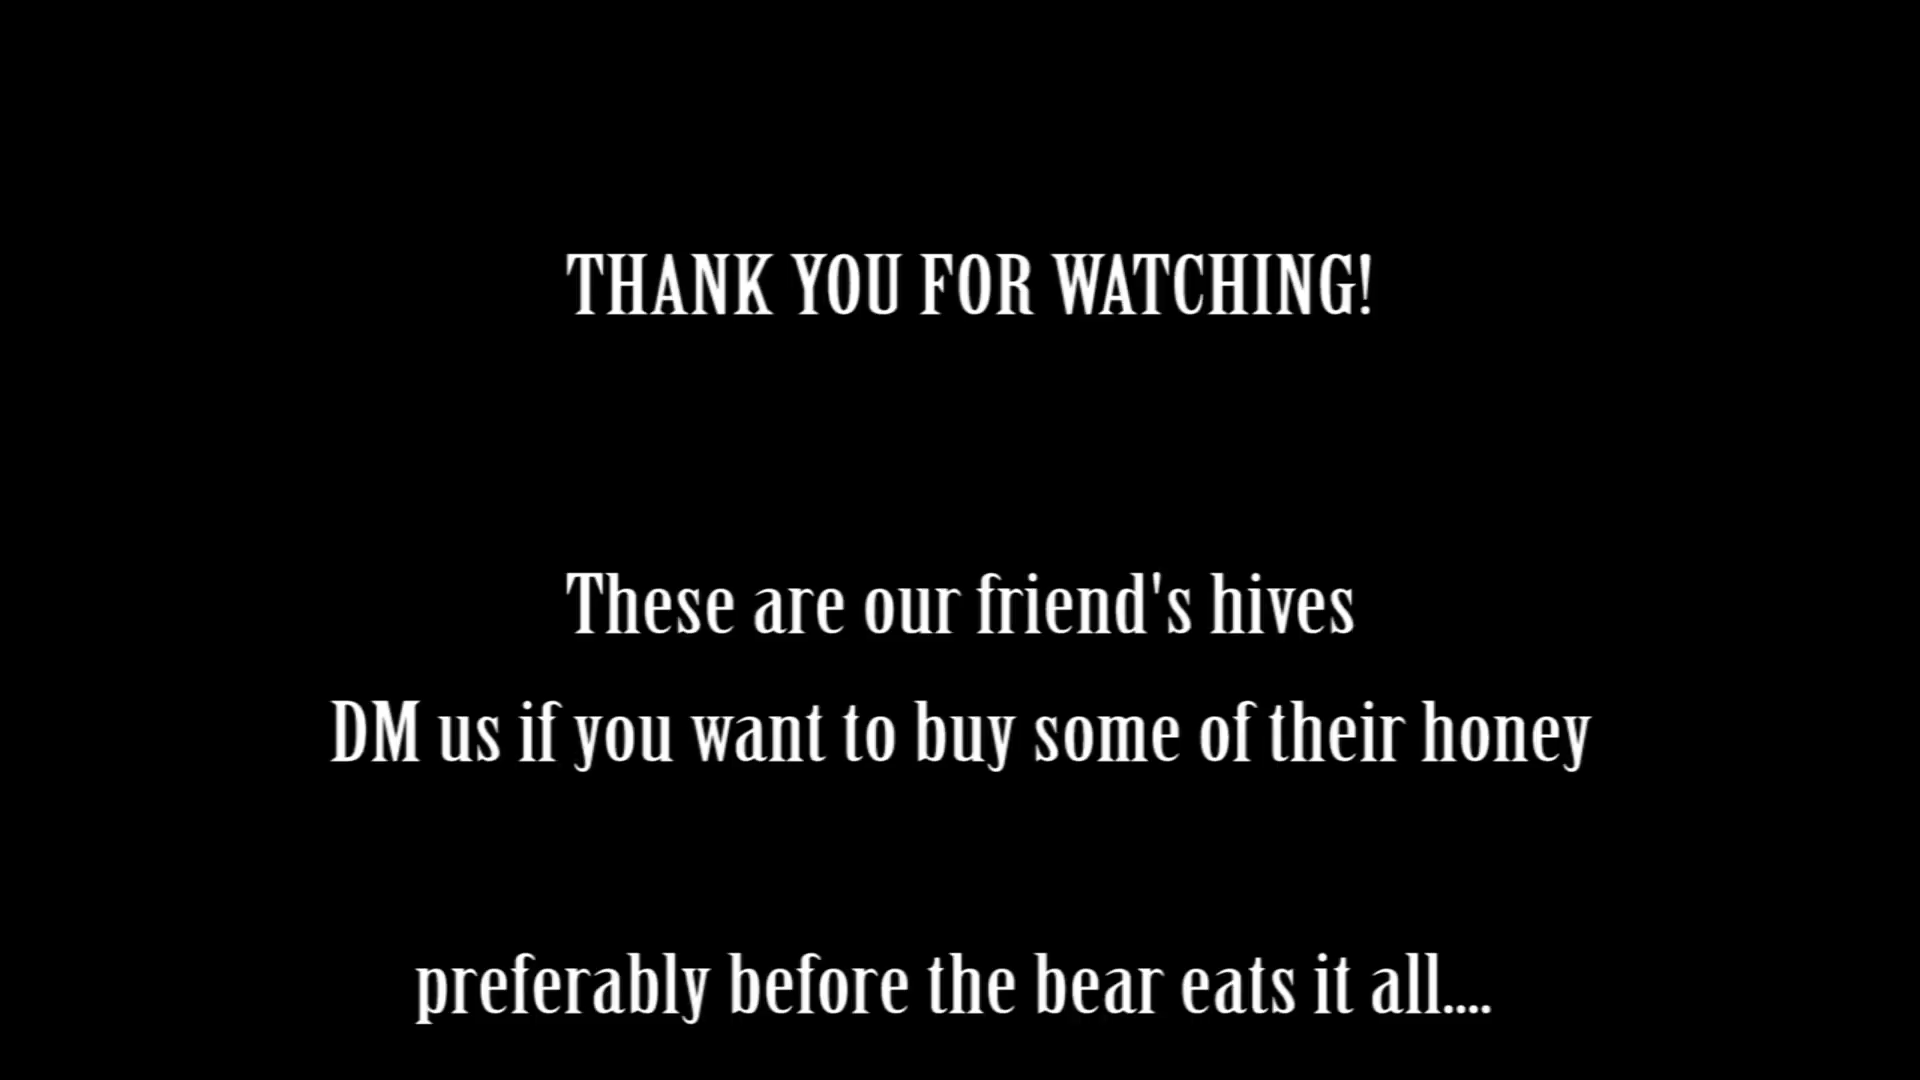 THANK YOU FOR WATCHING!
These are our friend's hives
DM us if you want to buy some of their honey
preferably before the bear eats it all....